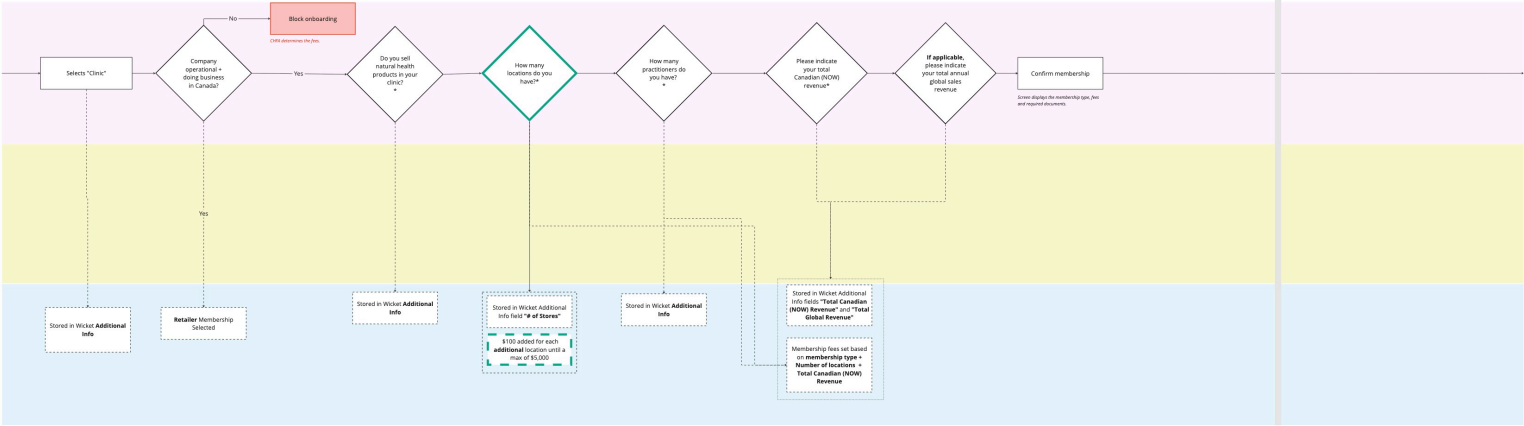 No
Block onboarding
CHFA determines the fees.
Selects "Clinic"
Company
operational +
doing business
in Canada?
Yes
Do you sell
natural health
products in your
clinic?
*
How many
locations do you
have?*
How many
practitioners do
you have?
*
Please indicate
your total
Canadian (NOW)
revenue*
If applicable,
please indicate
your total annual
global sales
revenue
Confirm membership
Screen displays the membership type, fees
and required documents.
Yes
Stored in Wicket Additional
Info
Retailer Membership
Selected
Stored in Wicket Additional
Info
Stored in Wicket Additional
Info field "# of Stores"
$100 added for each
additional location until a
max of $5,000
Stored in Wicket Additional
Info
Stored in Wicket Additional
Info fields "Total Canadian
(NOW) Revenue" and "Total
Global Revenue"
Membership fees set based
on membership type +
Number of locations +
Total Canadian (NOW)
Revenue